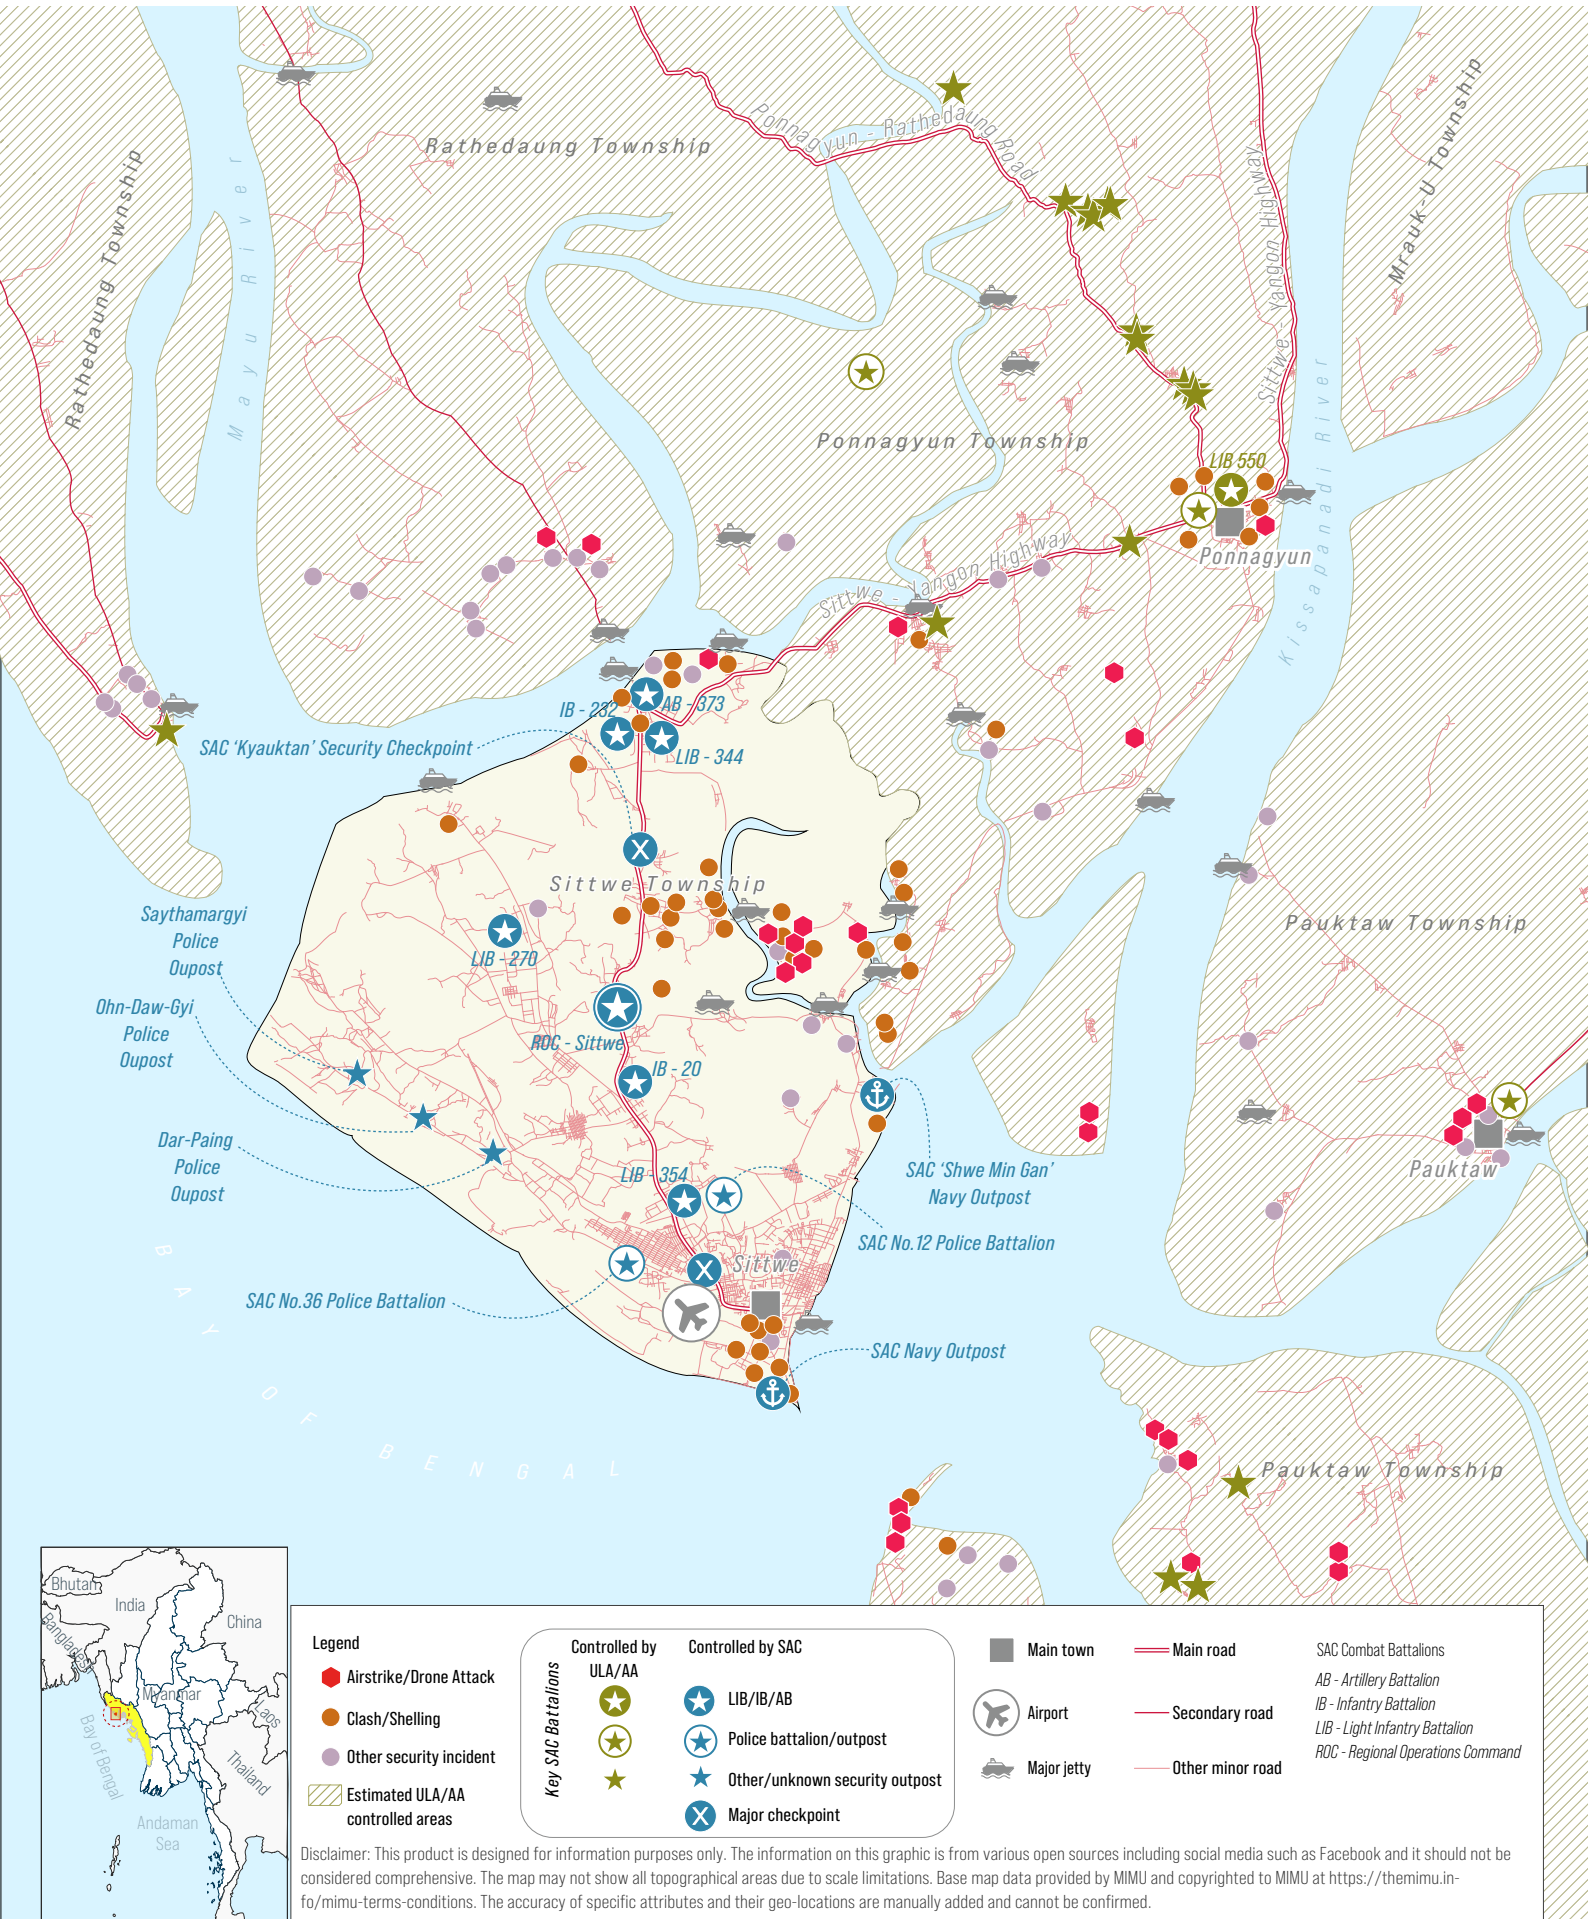 Ponnagyun - Rathedaung Road
Rathedaung Township
Rathedaung Township
Mayu River
Sittwe - Yangon Highway
Mrauk-U Township
Ponnagyun Township
LIB 550
Ponnagyun
Kissapanadi River
Sittwe - Yangon Highway
IB - 232
AB - 373
SAC 'Kyauktan' Security Checkpoint
LIB - 344
X
Sittwe Township
Saythamargyi
Police
Oupost
LIB - 270
Pauktaw Township
Ohn-Daw-Gyi
Police
Oupost
ROC - Sittwe
IB - 20
Dar-Paing
Police
Oupost
LIB - 354
SAC 'Shwe Min Gan'
Navy Outpost
Pauktaw
SAC No.12 Police Battalion
X
Sittwe
SAC No.36 Police Battalion
SAC Navy Outpost
BAY OF BENGAL
Pauktaw Township
Bhutan
India
China
Bangladesh
Myanmar
Laos
Bay of Bengal
Thailand
Andaman
Sea
Legend
Airstrike/Drone Attack
Clash/Shelling
Other security incident
Estimated ULA/AA
controlled areas
Key SAC Battalions
Controlled by
ULA/AA
Controlled by SAC
LIB/IB/AB
Police battalion/outpost
Other/unknown security outpost
X
Major checkpoint
Main town
Airport
Major jetty
Main road
Secondary road
Other minor road
SAC Combat Battalions
AB - Artillery Battalion
IB - Infantry Battalion
LIB - Light Infantry Battalion
ROC - Regional Operations Command
Disclaimer: This product is designed for information purposes only. The information on this graphic is from various open sources including social media such as Facebook and it should not be
considered comprehensive. The map may not show all topographical areas due to scale limitations. Base map data provided by MIMU and copyrighted to MIMU at https://themimu.in-
fo/mimu-terms-conditions. The accuracy of specific attributes and their geo-locations are manually added and cannot be confirmed.